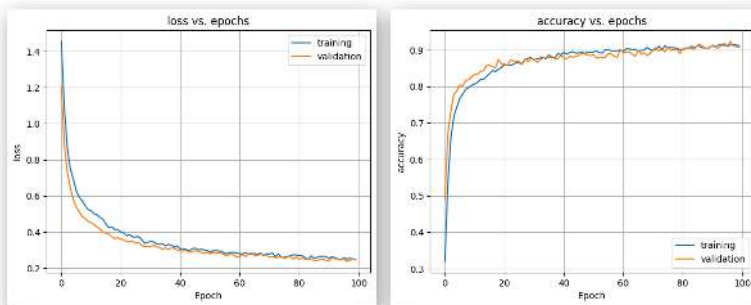 loss vs. epochs
training
validation
loss
1.4
1.2
1.0
0.8
0.6
0.4
0.2
0 20 40 60 80 100
Epoch
accuracy vs. epochs
accuracy
0.9
0.8
0.7
0.6
0.5
0.4
0.3
training
validation
0 20 40 60 80 100
Epoch